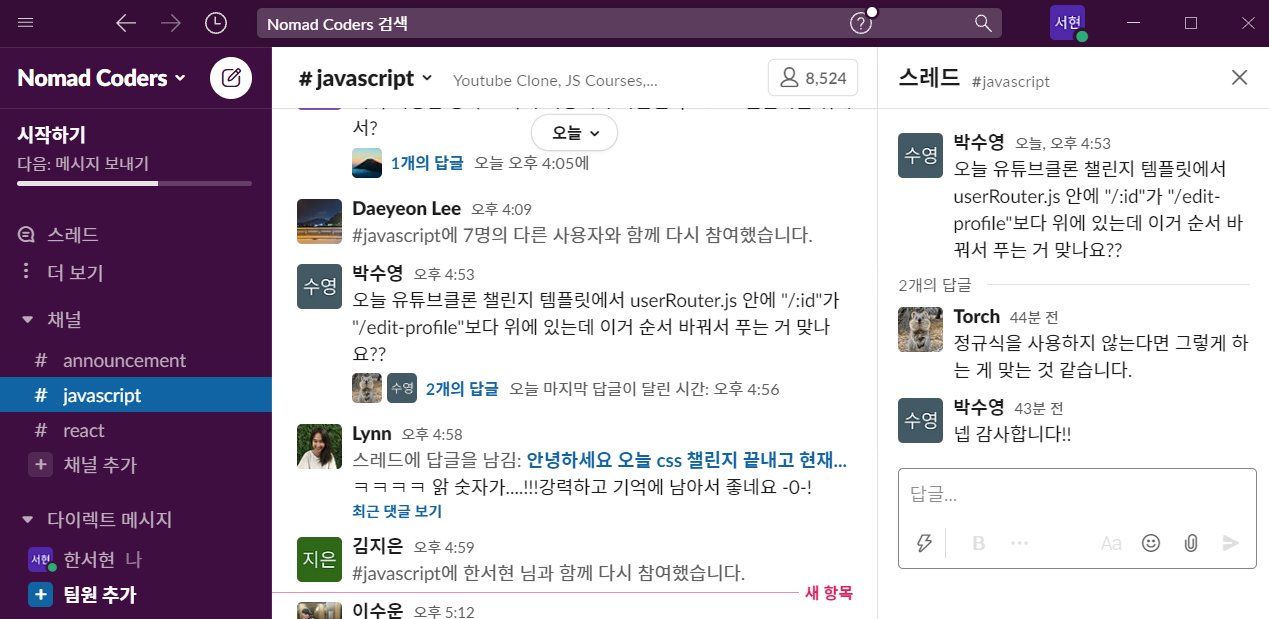 Nomad Coders 검색
서현
Nomad Coders
시작하기
다음: 메시지 보내기
스레드
더 보기
채널
# announcement
# javascript
# react
+ 채널 추가
다이렉트 메시지
서현 한서현 나
+ 팀원 추가
# javascript
Youtube Clone, JS Courses,...
8,524
서?
오늘
1개의 답글 오늘 오후 4:05에
Daeyeon Lee 오후 4:09
#javascript에 7명의 다른 사용자와 함께 다시 참여했습니다.
수영
박수영 오후 4:53
오늘 유튜브클론 챌린지 템플릿에서 userRouter.js 안에 "/:id"가
"/edit-profile"보다 위에 있는데 이거 순서 바꿔서 푸는 거 맞나
요??
수영 2개의 답글 오늘 마지막 답글이 달린 시간: 오후 4:56
Lynn 오후 4:58
스레드에 답글을 남김: 안녕하세요 오늘 css 챌린지 끝내고 현재...
ㅋㅋㅋㅋ 앍 숫자가....!!!강력하고 기억에 남아서 좋네요 -0-!
최근 댓글 보기
지은
김지은 오후 4:59
#javascript에 한서현 님과 함께 다시 참여했습니다.
새 항목
이수운 오후 5:12
스레드 #javascript
수영
박수영 오늘, 오후 4:53
오늘 유튜브클론 챌린지 템플릿에서
userRouter.js 안에 "/:id"가 "/edit-
profile"보다 위에 있는데 이거 순서 바
꿔서 푸는 거 맞나요??
2개의 답글
Torch 44분 전
정규식을 사용하지 않는다면 그렇게 하
는 게 맞는 것 같습니다.
수영
박수영 43분 전
넵 감사합니다!!
답글...
B
Aa